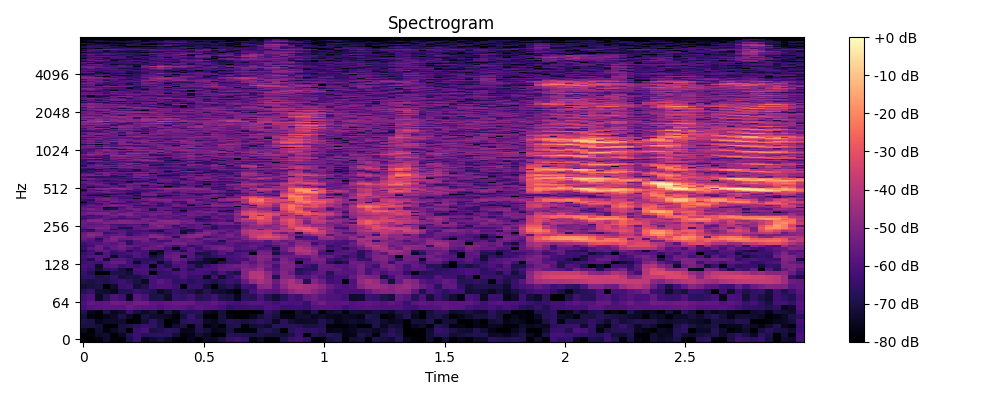 Spectrogram
4096
2048
1024
512
256
128
64
0
Hz
0
0.5
1
1.5
2
2.5
Time
+0 dB
-10 dB
-20 dB
-30 dB
-40 dB
-50 dB
-60 dB
-70 dB
-80 dB